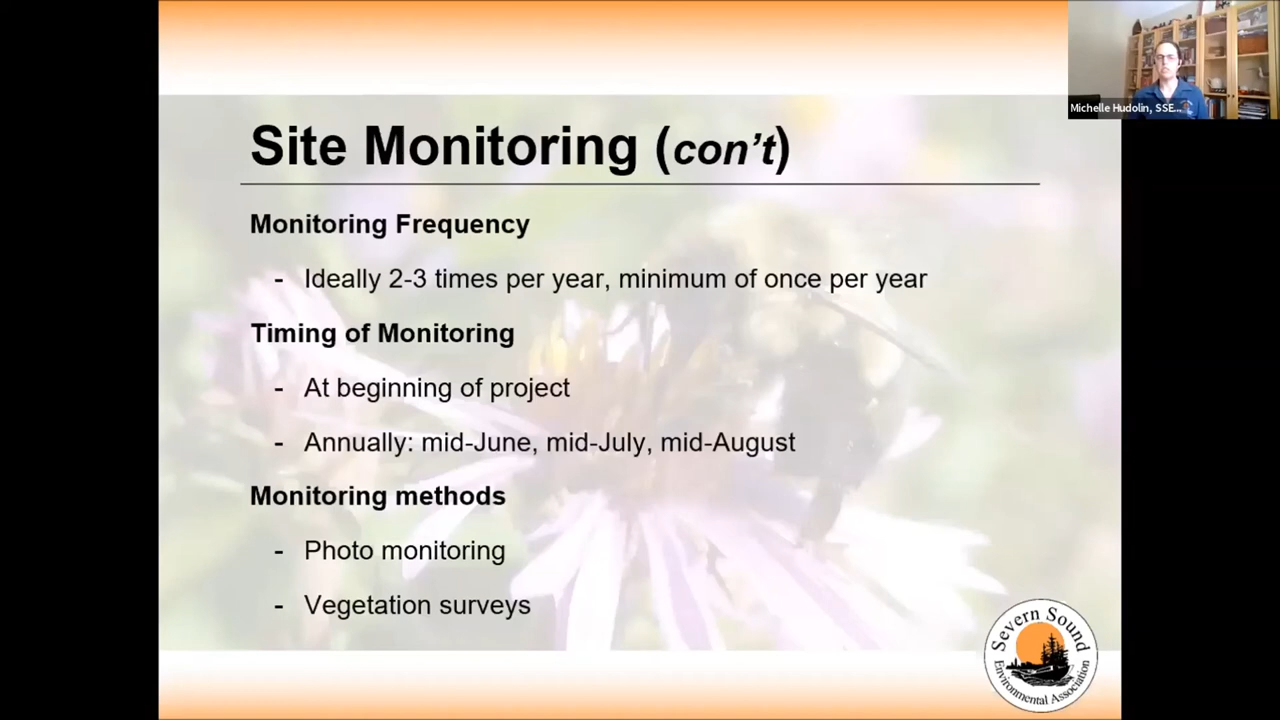 Michelle Hudolin, SSE...
Site Monitoring (con't)
Monitoring Frequency
- Ideally 2-3 times per year, minimum of once per year
Timing of Monitoring
- At beginning of project
- Annually: mid-June, mid-July, mid-August
Monitoring methods
- Photo monitoring
- Vegetation surveys
Severn Sound
Environmental Association